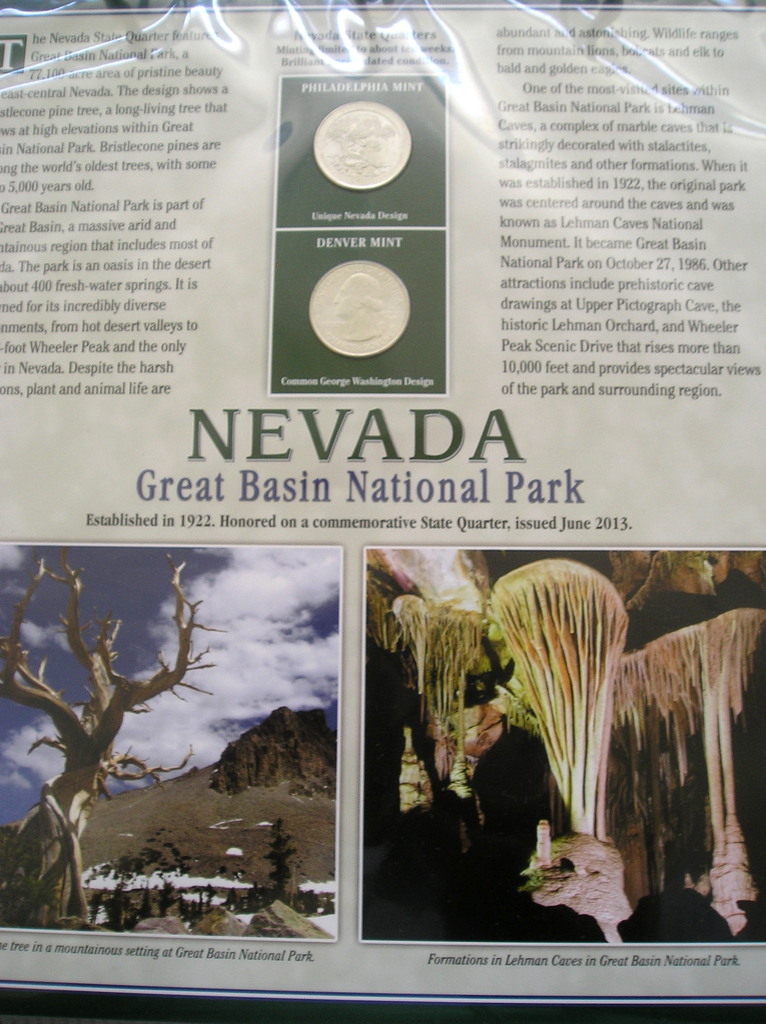 The Nevada State Quarter features
Great Basin National Park, a
77,100-acre area of pristine beauty
east-central Nevada. The design shows a
stlecone pine tree, a long-living tree that
ws at high elevations within Great
in National Park. Bristlecone pines are
ng the world's oldest trees, with some
o 5,000 years old.
Great Basin National Park is part of
Great Basin, a massive arid and
ntainous region that includes most of
da. The park is an oasis in the desert
about 400 fresh-water springs. It is
ned for its incredibly diverse
nments, from hot desert valleys to
-foot Wheeler Peak and the only
in Nevada. Despite the harsh
ons, plant and animal life are
Nevada State Quarters
Minting limited to about ten weeks.
Brilliant condition.
PHILADELPHIA MINT
Unique Nevada Design
DENVER MINT
Common George Washington Design
abundant and astonishing. Wildlife ranges
from mountain lions, bobcats and elk to
bald and golden eagles.
One of the most-visited sites within
Great Basin National Park is Lehman
Caves, a complex of marble caves that is
strikingly decorated with stalactites,
stalagmites and other formations. When it
was established in 1922, the original park
was centered around the caves and was
known as Lehman Caves National
Monument. It became Great Basin
National Park on October 27, 1986. Other
attractions include prehistoric cave
drawings at Upper Pictograph Cave, the
historic Lehman Orchard, and Wheeler
Peak Scenic Drive that rises more than
10,000 feet and provides spectacular views
of the park and surrounding region.
NEVADA
Great Basin National Park
Established in 1922. Honored on a commemorative State Quarter, issued June 2013.
e tree in a mountainous setting at Great Basin National Park.
Formations in Lehman Caves in Great Basin National Park.